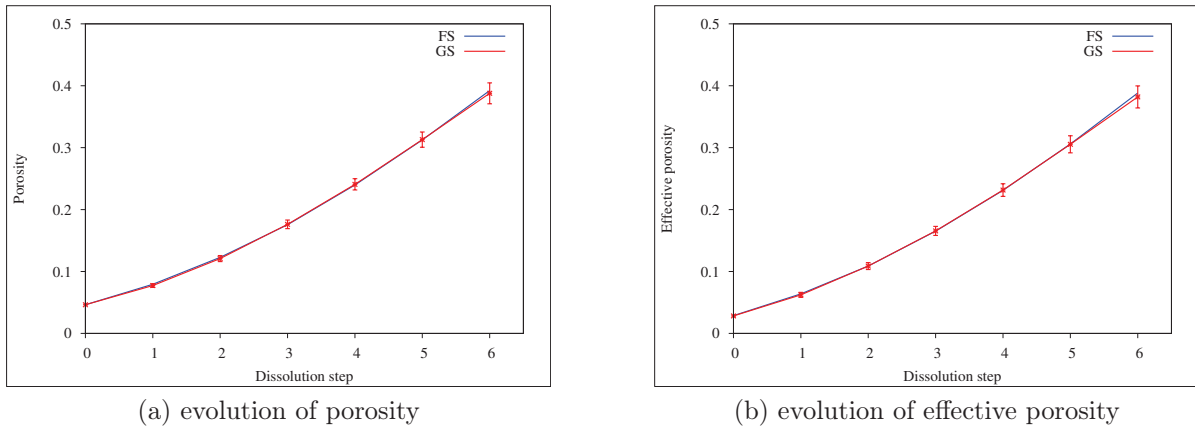 0.5
0.4
0.3
0.2
0.1
0
0 1 2 3 4 5 6
Porosity
Dissolution step
FS
GS
(a) evolution of porosity
0.5
0.4
0.3
0.2
0.1
0
0 1 2 3 4 5 6
Effective porosity
Dissolution step
FS
GS
(b) evolution of effective porosity